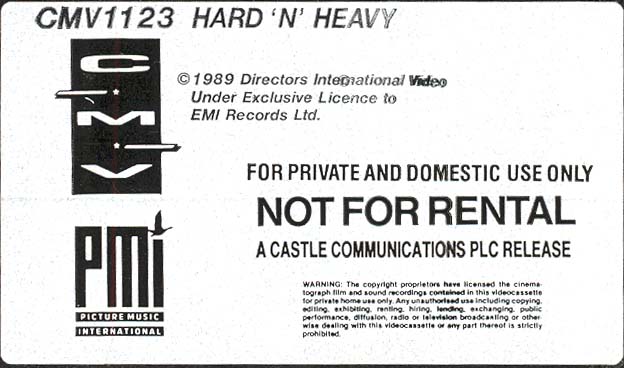 CMV1123 HARD 'N' HEAVY
C
M
V
©1989 Directors International Video
Under Exclusive Licence to
EMI Records Ltd.
FOR PRIVATE AND DOMESTIC USE ONLY
NOT FOR RENTAL
A CASTLE COMMUNICATIONS PLC RELEASE
PMi
PICTURE MUSIC
INTERNATIONAL
WARNING: The copyright proprietors have licensed the cinema-
tograph film and sound recordings contained in this videocassette
for private home use only. Any unauthorised use including copying,
editing, exhibiting, renting, hiring, lending, exchanging, public
performance, diffusion, radio or television broadcasting or other-
wise dealing with this videocassette or any part thereof is strictly
prohibited.